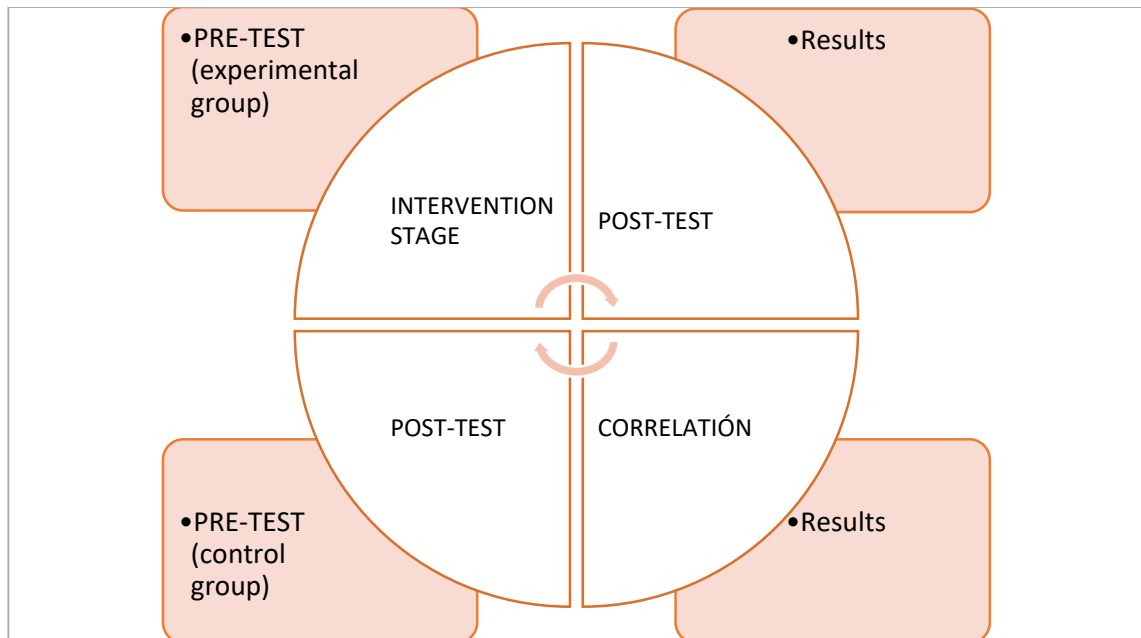 •PRE-TEST
(experimental
group)
•Results
INTERVENTION
STAGE
POST-TEST
POST-TEST
CORRELATIÓN
•PRE-TEST
(control
group)
•Results